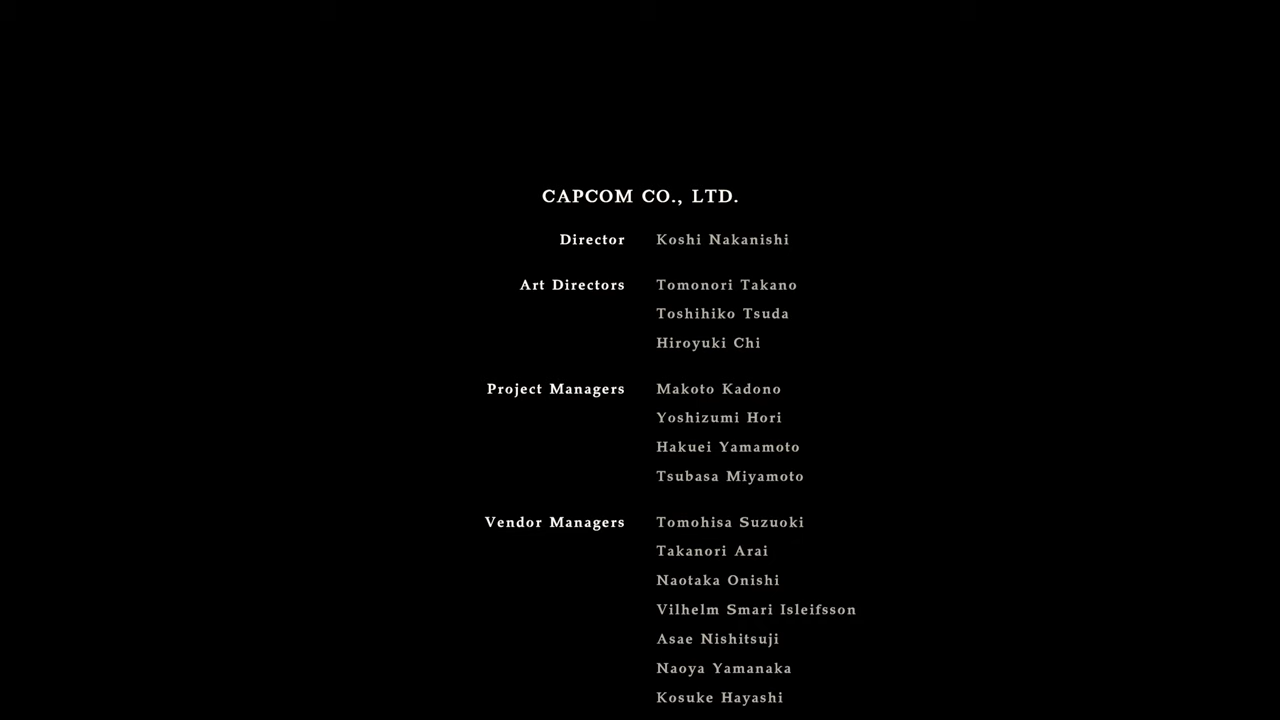 CAPCOM CO., LTD.
Director Koshi Nakanishi
Art Directors Tomonori Takano
Toshihiko Tsuda
Hiroyuki Chi
Project Managers Makoto Kadono
Yoshizumi Hori
Hakuei Yamamoto
Tsubasa Miyamoto
Vendor Managers Tomohisa Suzuoki
Takanori Arai
Naotaka Onishi
Vilhelm Smari Isleifsson
Asae Nishitsuji
Naoya Yamanaka
Kosuke Hayashi